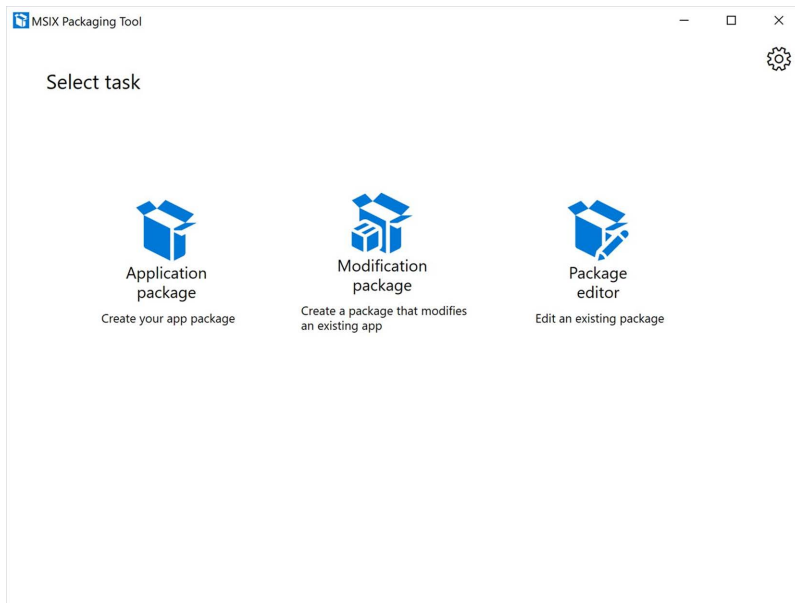 MSIX Packaging Tool
Select task
Application
package
Create your app package
Modification
package
Create a package that modifies
an existing app
Package
editor
Edit an existing package